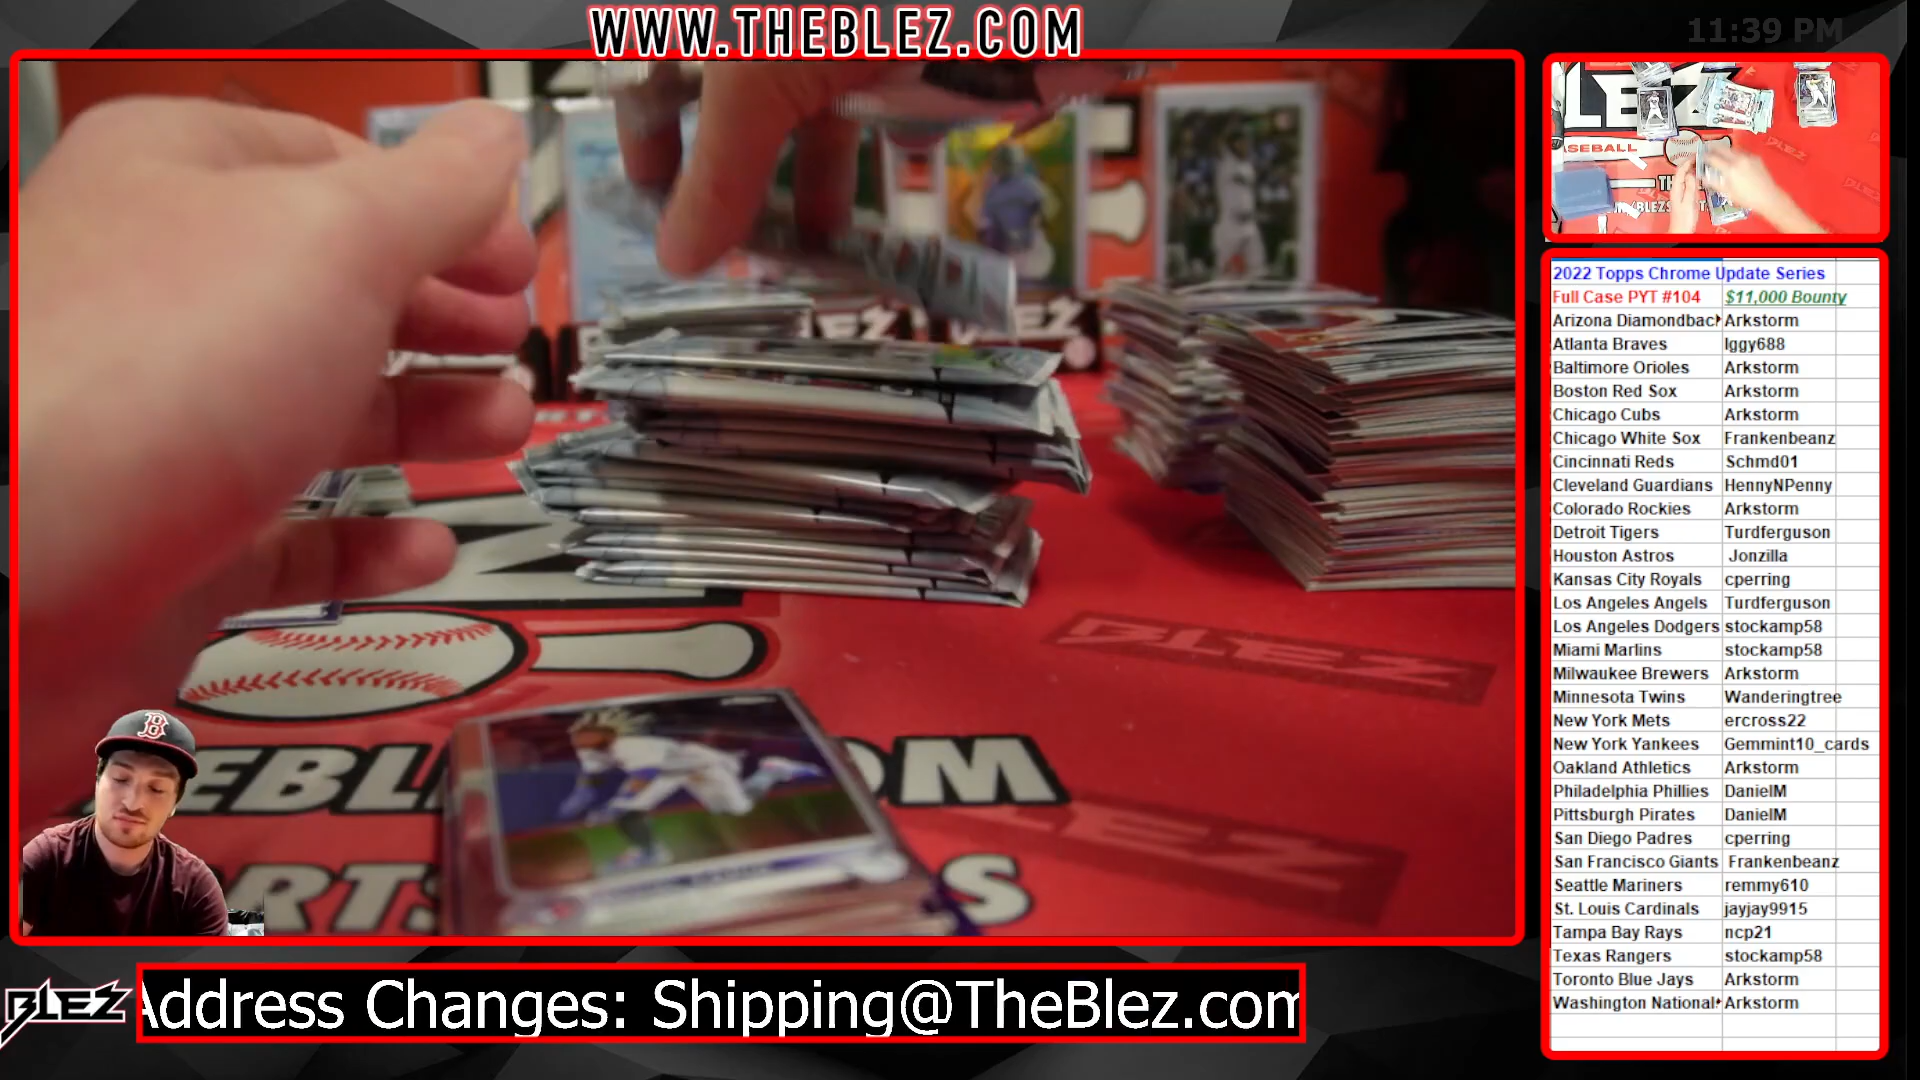 WWW.THEBLEZ.COM
11:39 PM
BLEZ
BLEZ
OM
S
ASEBALL
BLEZ
2022 Topps Chrome Update Series
Full Case PYT #104 $11,000 Bounty
Arizona Diamondbac Arkstorm
Atlanta Braves Iggy688
Baltimore Orioles Arkstorm
Boston Red Sox Arkstorm
Chicago Cubs Arkstorm
Chicago White Sox Frankenbeanz
Cincinnati Reds Schmd01
Cleveland Guardians HennyNPenny
Colorado Rockies Arkstorm
Detroit Tigers Turdferguson
Houston Astros Jonzilla
Kansas City Royals cperring
Los Angeles Angels Turdferguson
Los Angeles Dodgers stockamp58
Miami Marlins stockamp58
Milwaukee Brewers Arkstorm
Minnesota Twins Wanderingtree
New York Mets ercross22
New York Yankees Gemmint10_cards
Oakland Athletics Arkstorm
Philadelphia Phillies DanielM
Pittsburgh Pirates DanielM
San Diego Padres cperring
San Francisco Giants Frankenbeanz
Seattle Mariners remmy610
St. Louis Cardinals jayjay9915
Tampa Bay Rays ncp21
Texas Rangers stockamp58
Toronto Blue Jays Arkstorm
Washington National Arkstorm
BLEZ
Address Changes: Shipping@TheBlez.com